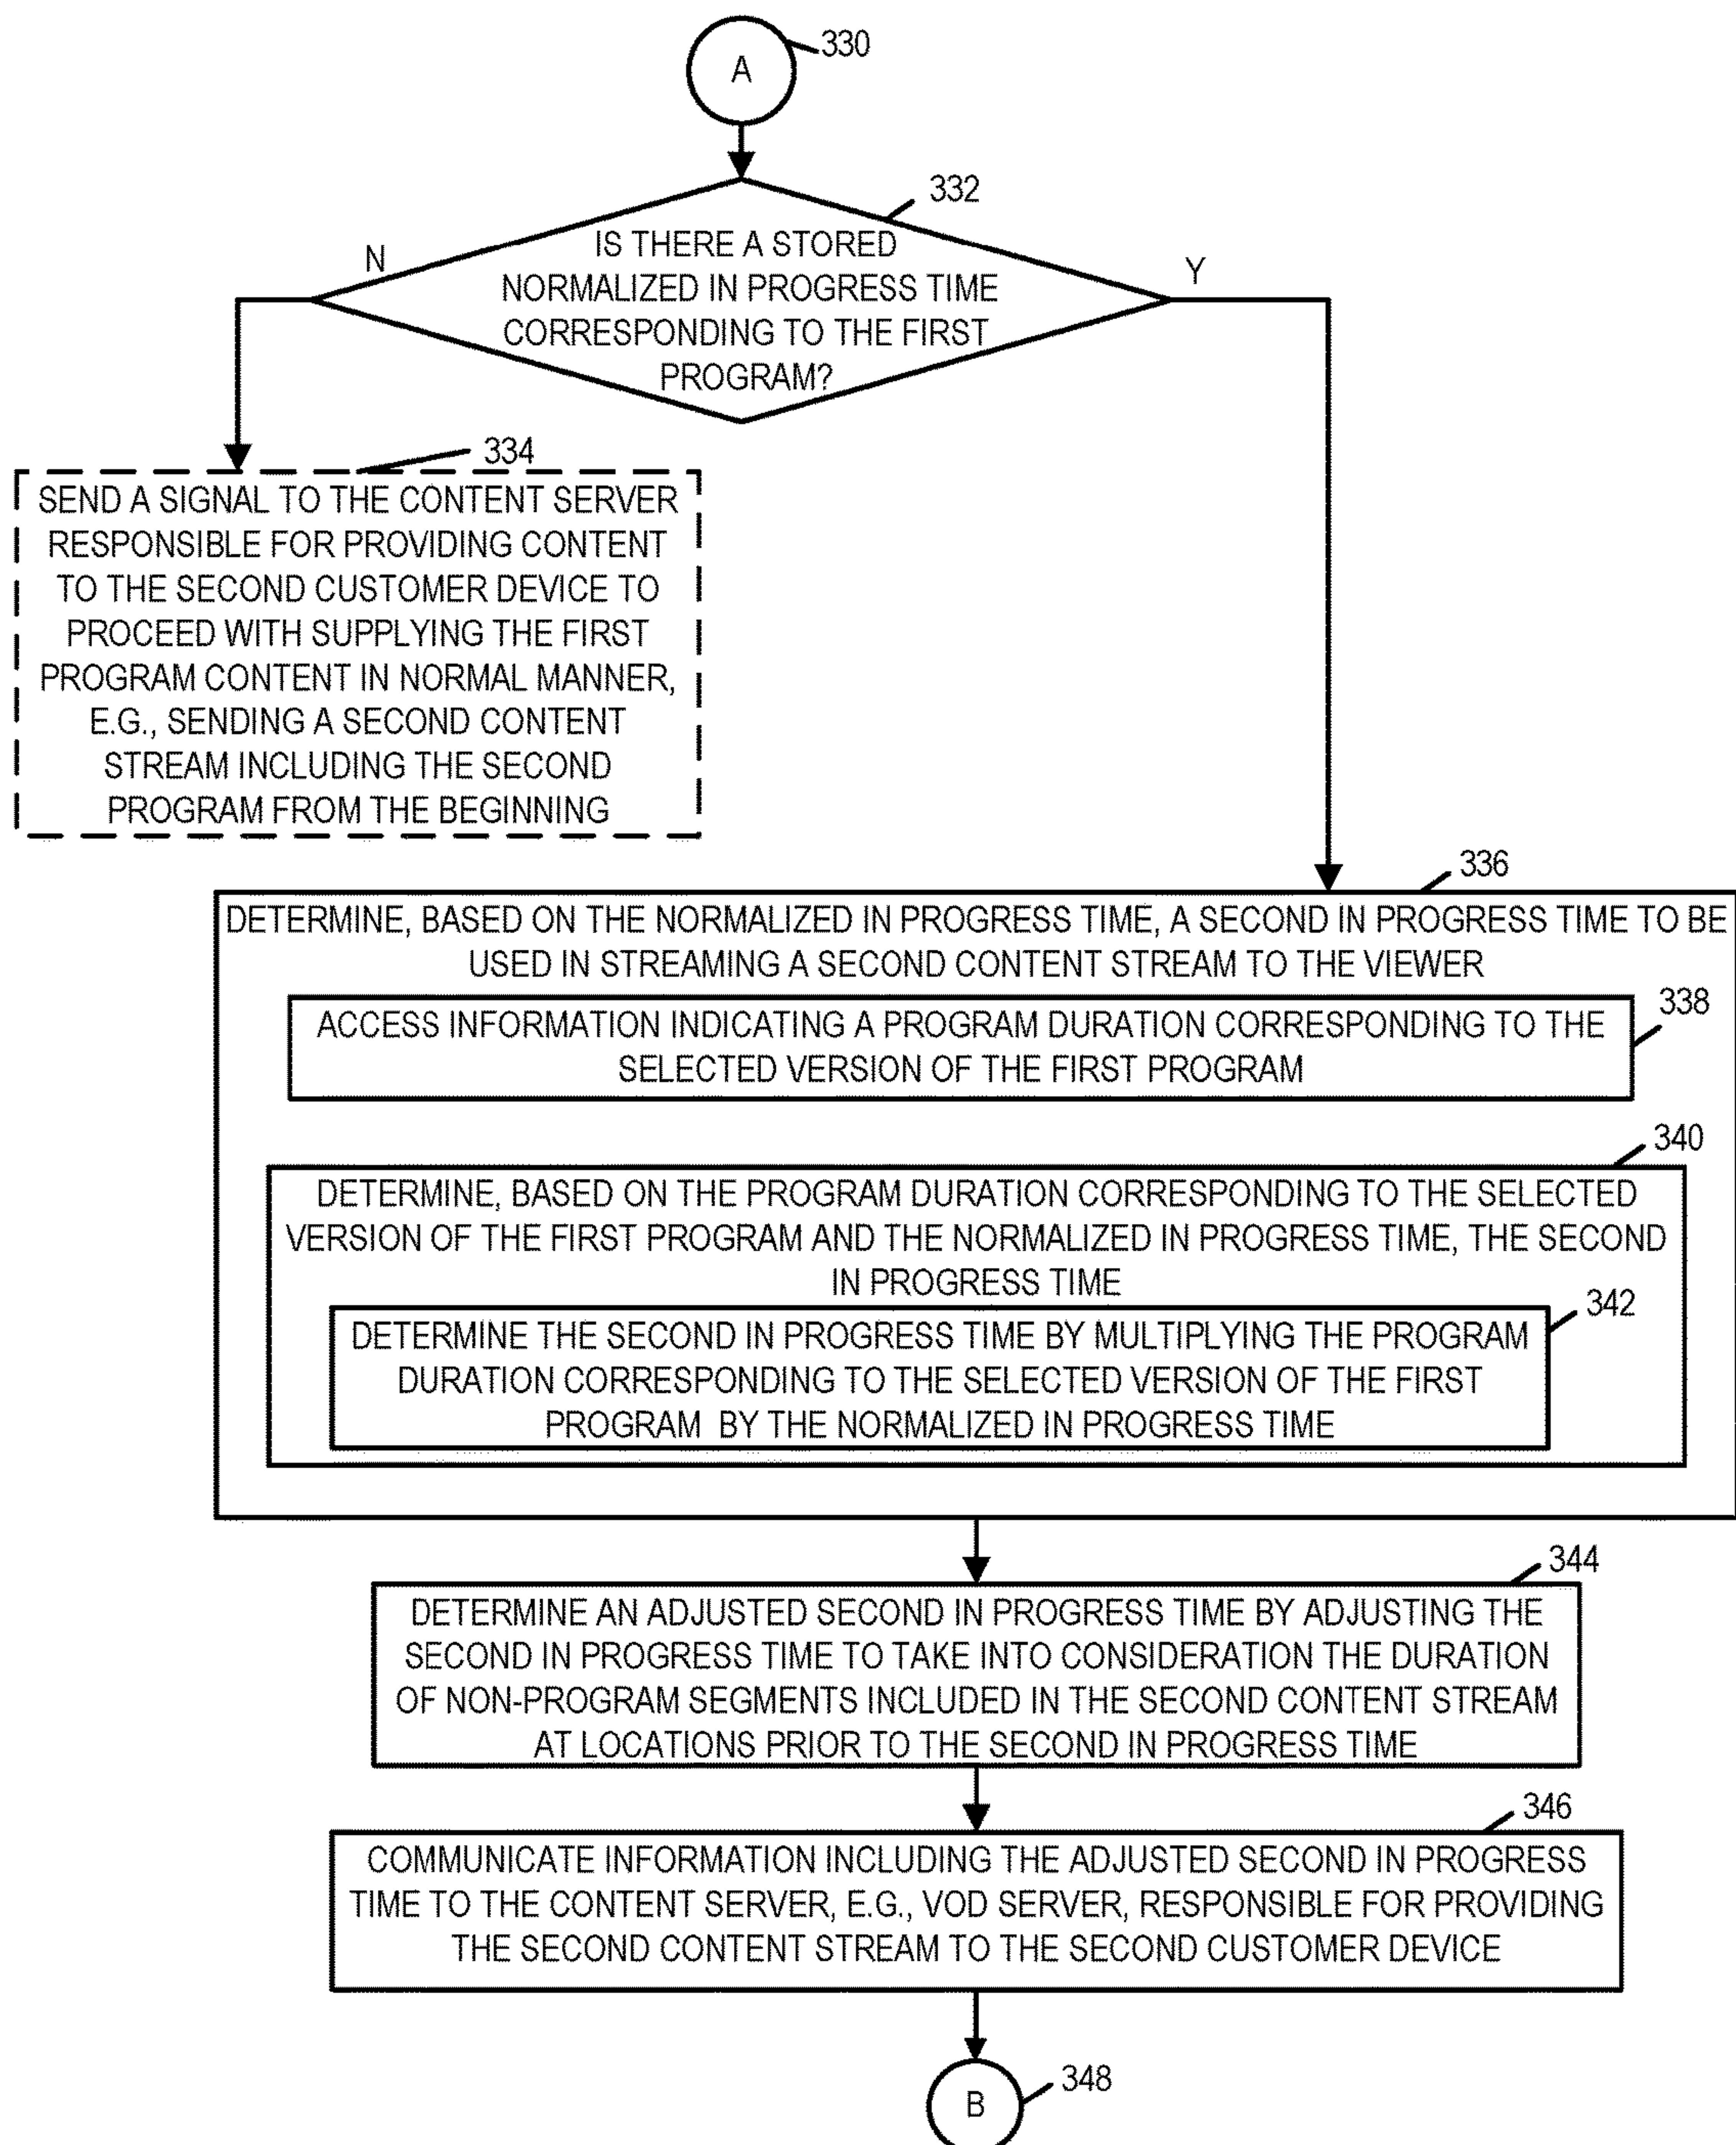 A
330
332
IS THERE A STORED
NORMALIZED IN PROGRESS TIME
CORRESPONDING TO THE FIRST
PROGRAM?
N
Y
334
SEND A SIGNAL TO THE CONTENT SERVER
RESPONSIBLE FOR PROVIDING CONTENT
TO THE SECOND CUSTOMER DEVICE TO
PROCEED WITH SUPPLYING THE FIRST
PROGRAM CONTENT IN NORMAL MANNER,
E.G., SENDING A SECOND CONTENT
STREAM INCLUDING THE SECOND
PROGRAM FROM THE BEGINNING
336
DETERMINE, BASED ON THE NORMALIZED IN PROGRESS TIME, A SECOND IN PROGRESS TIME TO BE
USED IN STREAMING A SECOND CONTENT STREAM TO THE VIEWER
338
ACCESS INFORMATION INDICATING A PROGRAM DURATION CORRESPONDING TO THE
SELECTED VERSION OF THE FIRST PROGRAM
340
DETERMINE, BASED ON THE PROGRAM DURATION CORRESPONDING TO THE SELECTED
VERSION OF THE FIRST PROGRAM AND THE NORMALIZED IN PROGRESS TIME, THE SECOND
IN PROGRESS TIME
342
DETERMINE THE SECOND IN PROGRESS TIME BY MULTIPLYING THE PROGRAM
DURATION CORRESPONDING TO THE SELECTED VERSION OF THE FIRST
PROGRAM BY THE NORMALIZED IN PROGRESS TIME
344
DETERMINE AN ADJUSTED SECOND IN PROGRESS TIME BY ADJUSTING THE
SECOND IN PROGRESS TIME TO TAKE INTO CONSIDERATION THE DURATION
OF NON-PROGRAM SEGMENTS INCLUDED IN THE SECOND CONTENT STREAM
AT LOCATIONS PRIOR TO THE SECOND IN PROGRESS TIME
346
COMMUNICATE INFORMATION INCLUDING THE ADJUSTED SECOND IN PROGRESS
TIME TO THE CONTENT SERVER, E.G., VOD SERVER, RESPONSIBLE FOR PROVIDING
THE SECOND CONTENT STREAM TO THE SECOND CUSTOMER DEVICE
B
348